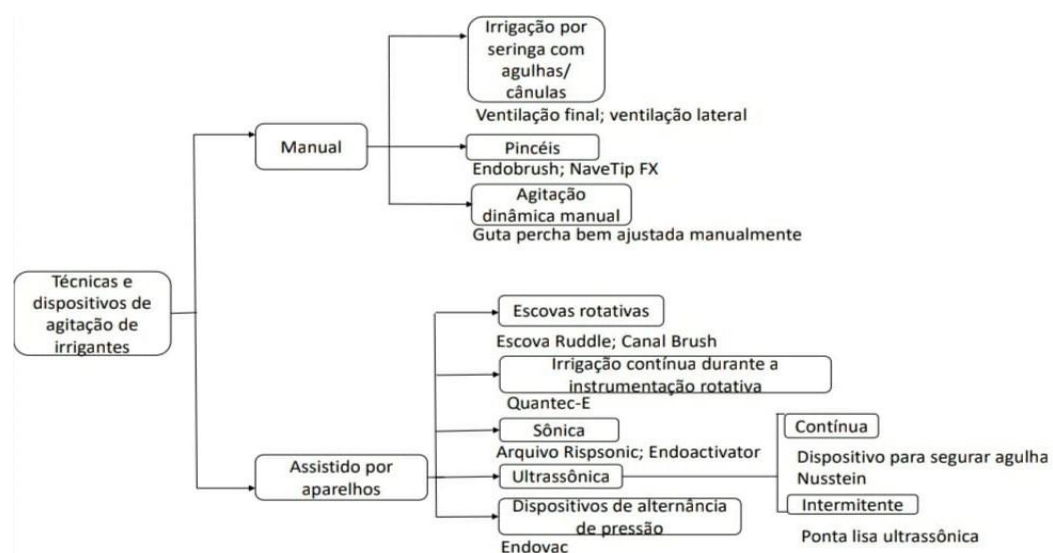 Irrigação por
seringa com
agulhas/
cânulas
Ventilação final; ventilação lateral
Manual
Pincéis
Endobrush; NaveTip FX
Agitação
dinâmica manual
Guta percha bem ajustada manualmente
Técnicas e
dispositivos de
agitação de
irrigantes
Escovas rotativas
Escova Ruddle; Canal Brush
Irrigação contínua durante a
instrumentação rotativa
Quantec-E
Sônica
Arquivo Rispsonic; Endoactivator
Assistido por
aparelhos
Ultrassônica
Contínua
Dispositivo para segurar agulha
Nusstein
Intermitente
Ponta lisa ultrassônica
Dispositivos de alternância
de pressão
Endovac